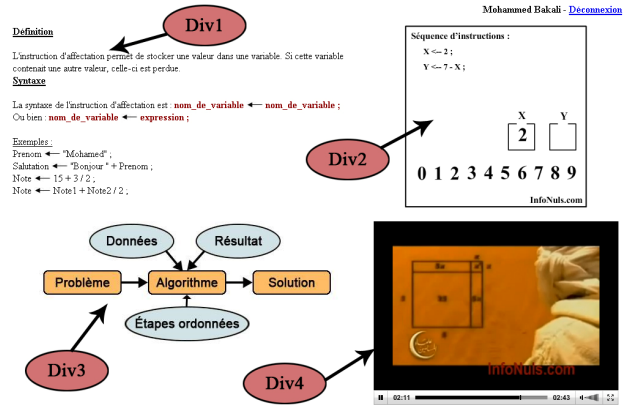 Mohammed Bakali - Déconnexion
Div1
Définition
L'instruction d'affectation permet de stocker une valeur dans une variable. Si cette variable
contenait une autre valeur, celle-ci est perdue.
Syntaxe
La syntaxe de l'instruction d'affectation est : nom_de_variable ← nom_de_variable ;
Ou bien : nom_de_variable ← expression ;
Exemples :
Prenom ← "Mohamed" ;
Salutation ← "Bonjour " + Prenom ;
Note ← 15 + 3 / 2 ;
Note ← Note1 + Note2 / 2 ;
Div2
Séquence d'instructions :
X <-- 2 ;
Y <-- 7 - X ;
X Y
2
0 1 2 3 4 5 6 7 8 9
InfoNuls.com
Données
Résultat
Problème
Algorithme
Solution
Étapes ordonnées
Div3
Div4
InfoNuls.com
02:11
02:43